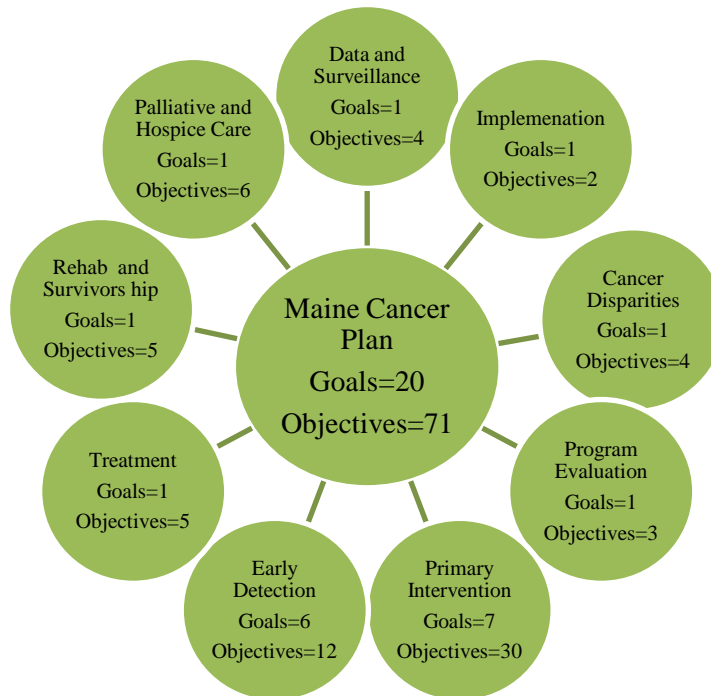 Data and
Surveillance
Goals=1
Objectives=4
Implemenation
Goals=1
Objectives=2
Cancer
Disparities
Goals=1
Objectives=4
Program
Evaluation
Goals=1
Objectives=3
Primary
Intervention
Goals=7
Objectives=30
Early
Detection
Goals=6
Objectives=12
Treatment
Goals=1
Objectives=5
Rehab and
Survivors hip
Goals=1
Objectives=5
Palliative and
Hospice Care
Goals=1
Objectives=6
Maine Cancer
Plan
Goals=20
Objectives=71